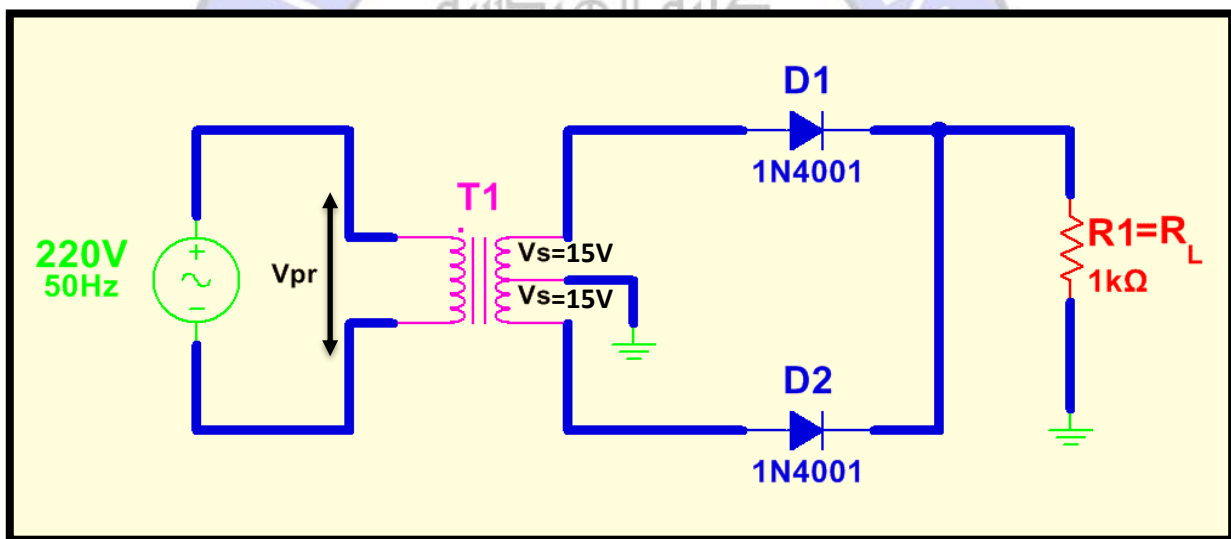 D1
1N4001
T1
220V
50Hz
Vpr
Vs=15V
Vs=15V
R1=RL
1kΩ
D2
1N4001